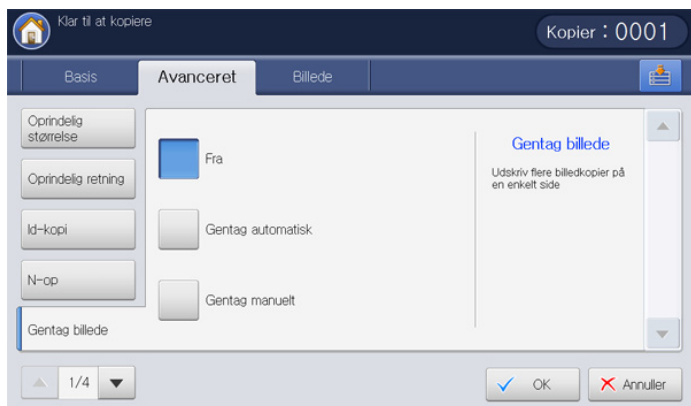 Klar til at kopiere
Kopier : 0001
Basis
Avanceret
Billede
Oprindelig
størrelse
Oprindelig retning
Id-kopi
N-op
Gentag billede
Fra
Gentag automatisk
Gentag manuelt
Gentag billede
Udskriv flere billedkopier på
en enkelt side
1/4
OK
Annuller